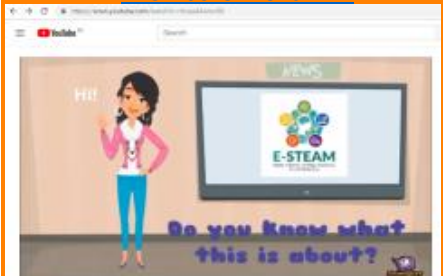 YouTube
Search
NEWS
Hi!
E-STEAM
Do you know what
this is about?